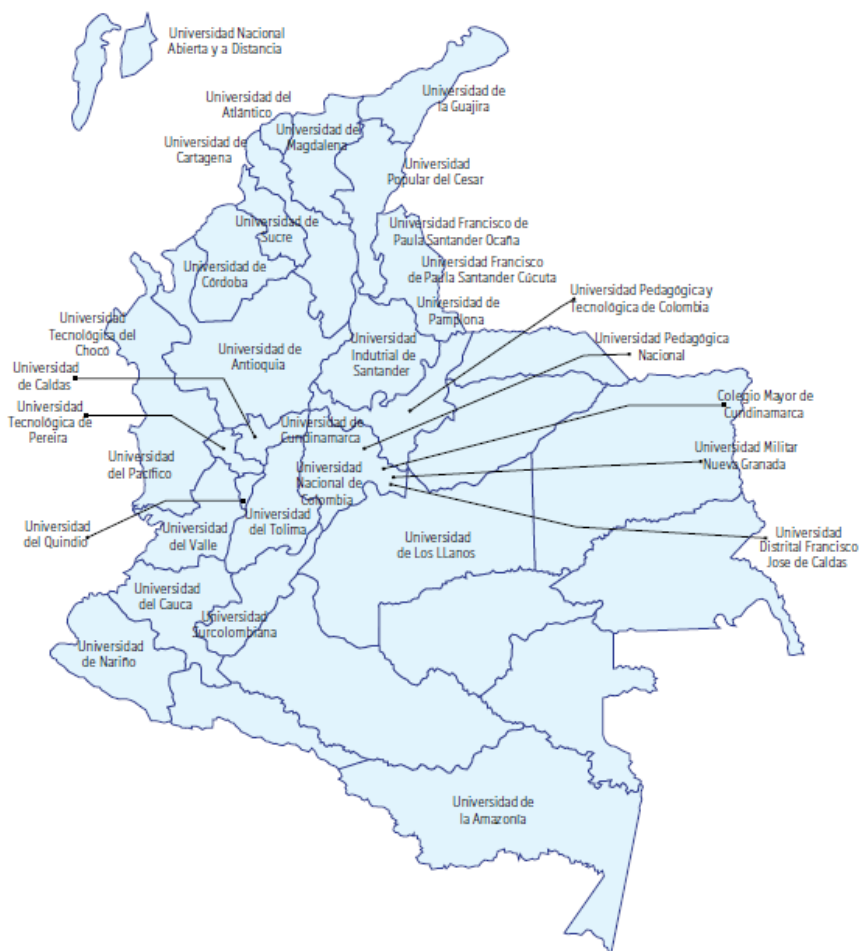 Universidad Nacional
Abierta y a Distancia
Universidad de
la Guajira
Universidad del
Atlántico
Universidad del
Magdalena
Universidad de
Cartagena
Universidad
Popular del Cesar
Universidad de
Sucre
Universidad Francisco de
Paula Santander Ocaña
Universidad de
Córdoba
Universidad Francisco
de Paula Santander Cúcuta
Universidad Pedagógica y
Tecnológica de Colombia
Universidad de
Pamplona
Universidad
Tecnológica del
Chocó
Universidad de
Antioquia
Universidad
Indutrial de
Santander
Universidad Pedagógica
Nacional
Universidad
de Caldas
Colegio Mayor de
Cundinamarca
Universidad
Tecnológica de
Pereira
Universidad de
Cundinamarca
Universidad Militar
Nueva Granada
Universidad
del Pacífico
Universidad
Nacional de
Colombia
Universidad
del Quindio
Universidad
del Valle
Universidad
del Tolima
Universidad
de Los LLanos
Universidad
Distrital Francisco
Jose de Caldas
Universidad
del Cauca
Universidad
Surcolombiana
Universidad
de Nariño
Universidad de
la Amazonía